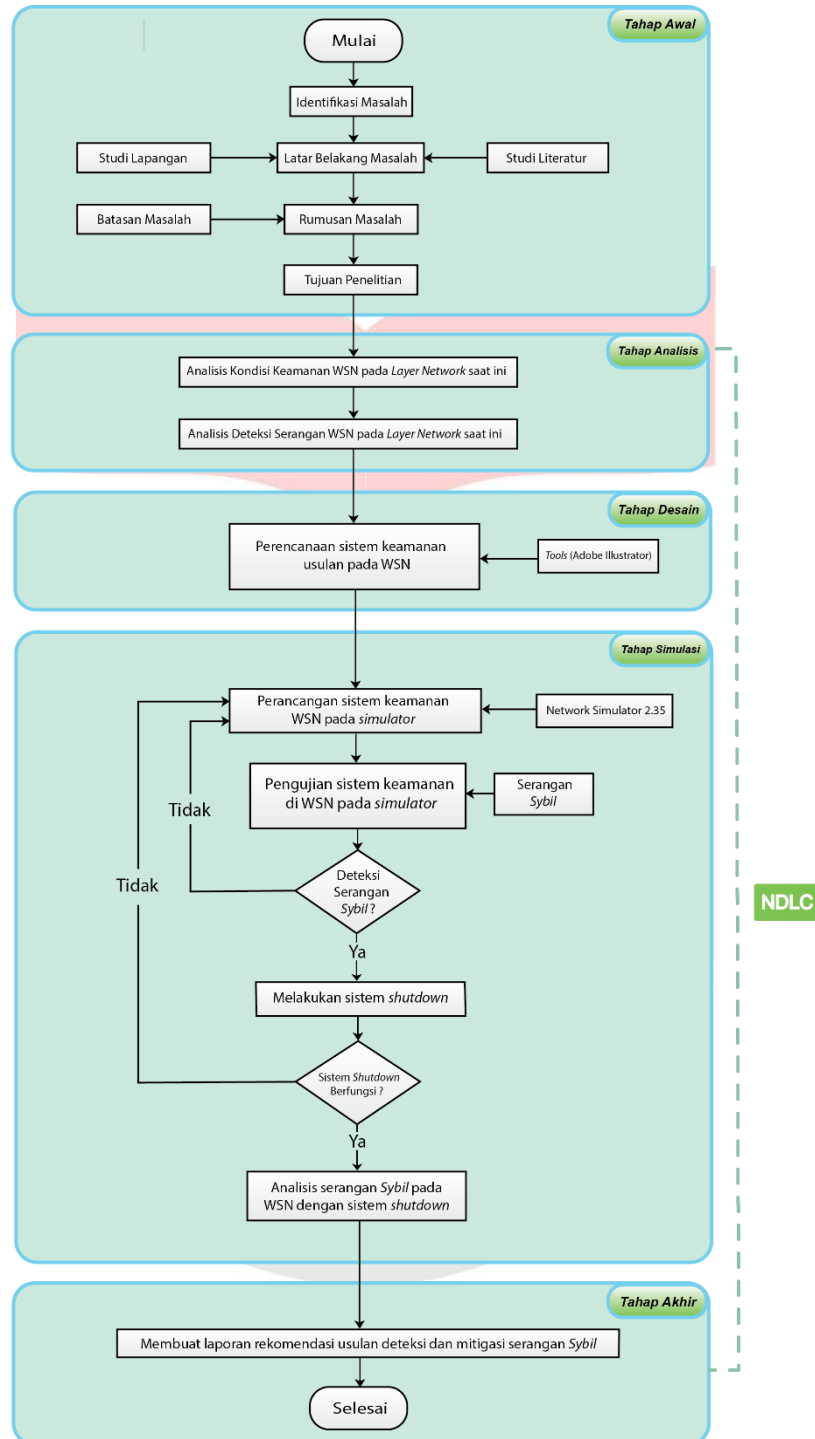 Tahap Awal
Mulai
Identifikasi Masalah
Studi Lapangan
Latar Belakang Masalah
Studi Literatur
Batasan Masalah
Rumusan Masalah
Tujuan Penelitian
Tahap Analisis
Analisis Kondisi Keamanan WSN pada Layer Network saat ini
Analisis Deteksi Serangan WSN pada Layer Network saat ini
Tahap Desain
Perencanaan sistem keamanan
usulan pada WSN
Tools (Adobe Illustrator)
Tahap Simulasi
Perancangan sistem keamanan
WSN pada simulator
Network Simulator 2.35
Pengujian sistem keamanan
di WSN pada simulator
Serangan
Sybil
Tidak
Tidak
Deteksi
Serangan
Sybil ?
Ya
Melakukan sistem shutdown
Sistem Shutdown
Berfungsi ?
Ya
Analisis serangan Sybil pada
WSN dengan sistem shutdown
NDLC
Tahap Akhir
Membuat laporan rekomendasi usulan deteksi dan mitigasi serangan Sybil
Selesai